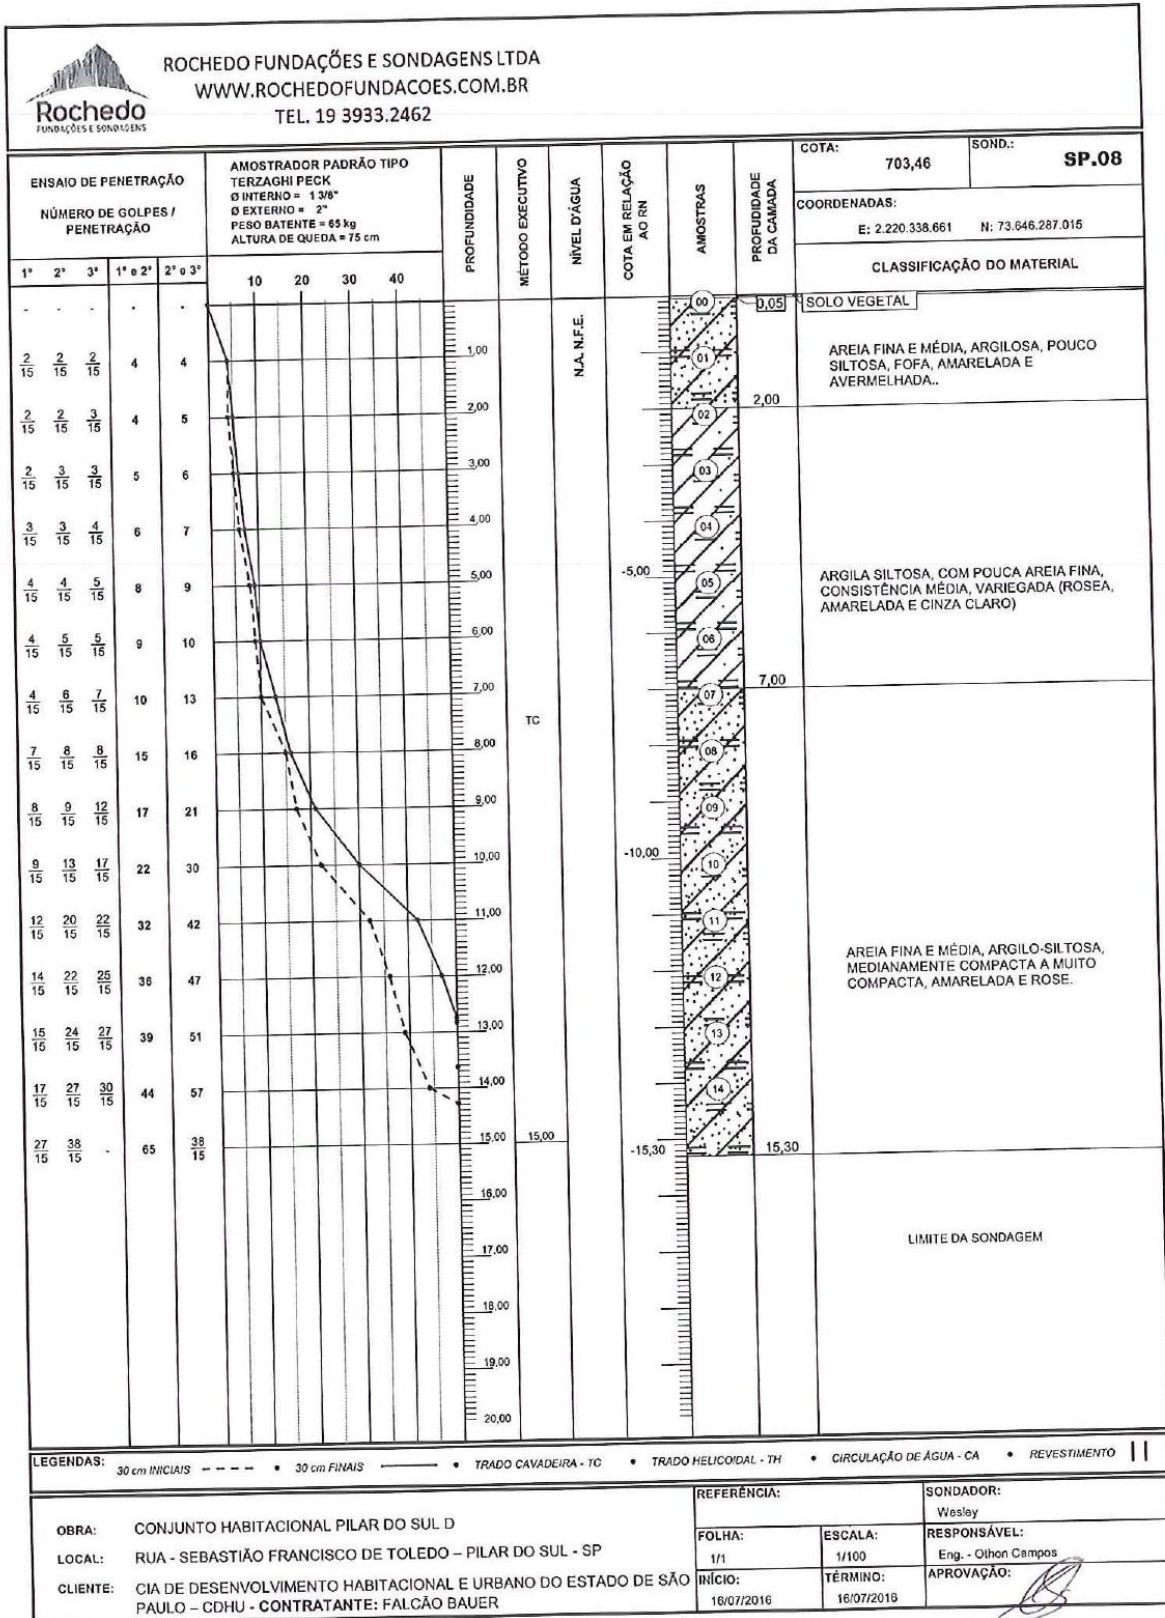 ROCHEDO FUNDAÇÕES E SONDAGENS LTDA
WWW.ROCHEDOFUNDACOES.COM.BR
TEL. 19 3933.2462
Rochedo
FUNDAÇÕES E SONDAGENS
ENSAIO DE PENETRAÇÃO
NÚMERO DE GOLPES /
PENETRAÇÃO
AMOSTRADOR PADRÃO TIPO
TERZAGHI PECK
Ø INTERNO = 1 3/8"
Ø EXTERNO = 2"
PESO BATENTE = 65 kg
ALTURA DE QUEDA = 75 cm
PROFUNDIDADE
MÉTODO EXECUTIVO
NÍVEL D'ÁGUA
COTA EM RELAÇÃO
AO RN
AMOSTRAS
PROFUDIDADE
DA CAMADA
COTA:
703,46
SOND.:
SP.08
COORDENADAS:
E: 2.220.338.661 N: 73.646.287.015
CLASSIFICAÇÃO DO MATERIAL
1º 2º 3º 1º e 2º 2º e 3º
10 20 30 40
- - - - -
2/15 2/15 2/15 4 4
2/15 2/15 3/15 4 5
2/15 3/15 3/15 5 6
3/15 3/15 4/15 6 7
4/15 4/15 5/15 8 9
4/15 5/15 5/15 9 10
4/15 6/15 7/15 10 13
7/15 8/15 8/15 15 16
8/15 9/15 12/15 17 21
9/15 13/15 17/15 22 30
12/15 20/15 22/15 32 42
14/15 22/15 25/15 36 47
15/15 24/15 27/15 39 51
17/15 27/15 30/15 44 57
27/15 38/15 - 65 38/15
1,00
2,00
3,00
4,00
5,00
6,00
7,00
8,00
9,00
10,00
11,00
12,00
13,00
14,00
15,00
16,00
17,00
18,00
19,00
20,00
TC
15,00
N.A. N.F.E.
-5,00
-10,00
-15,30
00
01
02
03
04
05
06
07
08
09
10
11
12
13
14
0,05
2,00
7,00
15,30
SOLO VEGETAL
AREIA FINA E MÉDIA, ARGILOSA, POUCO
SILTOSA, FOFA, AMARELADA E
AVERMELHADA..
ARGILA SILTOSA, COM POUCA AREIA FINA,
CONSISTÊNCIA MÉDIA, VARIEGADA (ROSEA,
AMARELADA E CINZA CLARO)
AREIA FINA E MÉDIA, ARGILO-SILTOSA,
MEDIANAMENTE COMPACTA A MUITO
COMPACTA, AMARELADA E ROSE.
LIMITE DA SONDAGEM
LEGENDAS: 30 cm INICIAIS - - - - • 30 cm FINAIS ——— • TRADO CAVADEIRA - TC • TRADO HELICOIDAL - TH • CIRCULAÇÃO DE ÁGUA - CA • REVESTIMENTO
OBRA: CONJUNTO HABITACIONAL PILAR DO SUL D
LOCAL: RUA - SEBASTIÃO FRANCISCO DE TOLEDO – PILAR DO SUL - SP
CLIENTE: CIA DE DESENVOLVIMENTO HABITACIONAL E URBANO DO ESTADO DE SÃO
PAULO – CDHU - CONTRATANTE: FALCÃO BAUER
REFERÊNCIA:
SONDADOR:
Wesley
FOLHA:
1/1
ESCALA:
1/100
RESPONSÁVEL:
Eng. - Othon Campos
INÍCIO:
16/07/2016
TÉRMINO:
16/07/2016
APROVAÇÃO: